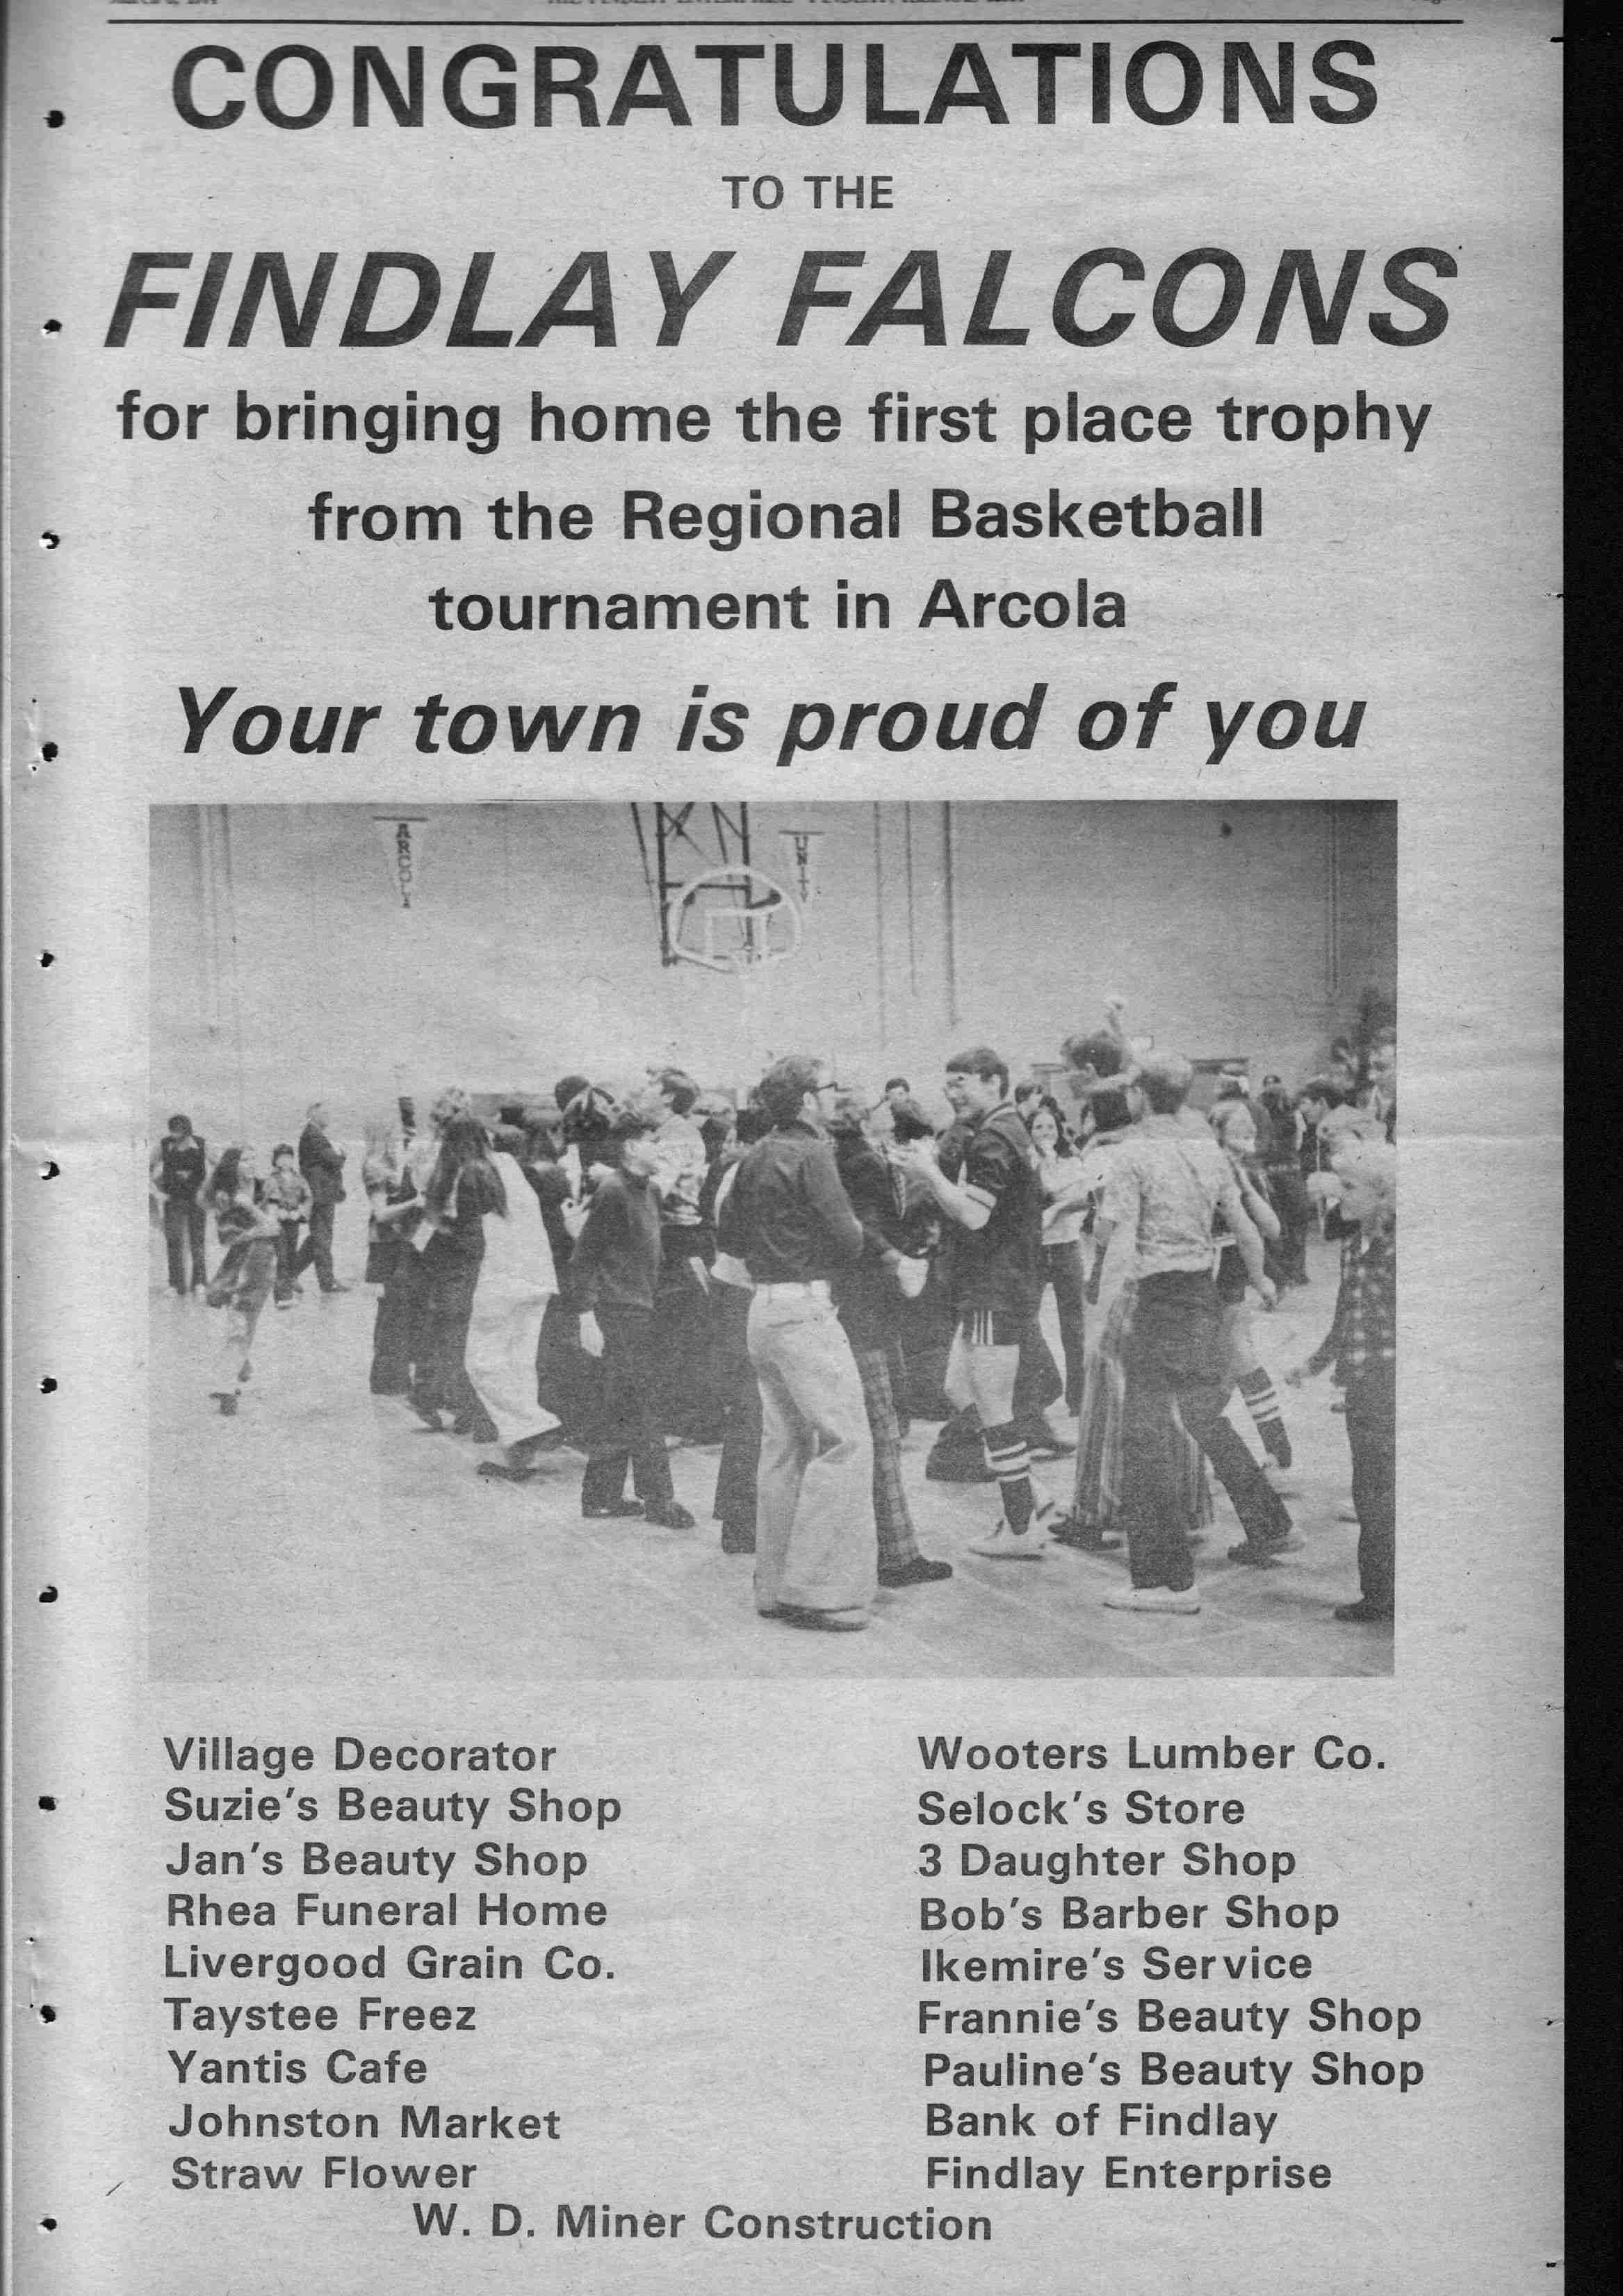 CONGRATULATIONS
TO THE
FINDLAY FALCONS
for bringing home the first place trophy
from the Regional Basketball
tournament in Arcola
Your town is proud of you
ARCOLA
UNITY
Village Decorator
Suzie's Beauty Shop
Jan's Beauty Shop
Rhea Funeral Home
Livergood Grain Co.
Taystee Freez
Yantis Cafe
Johnston Market
Straw Flower
Wooters Lumber Co.
Selock's Store
3 Daughter Shop
Bob's Barber Shop
Ikemire's Service
Frannie's Beauty Shop
Pauline's Beauty Shop
Bank of Findlay
Findlay Enterprise
W. D. Miner Construction